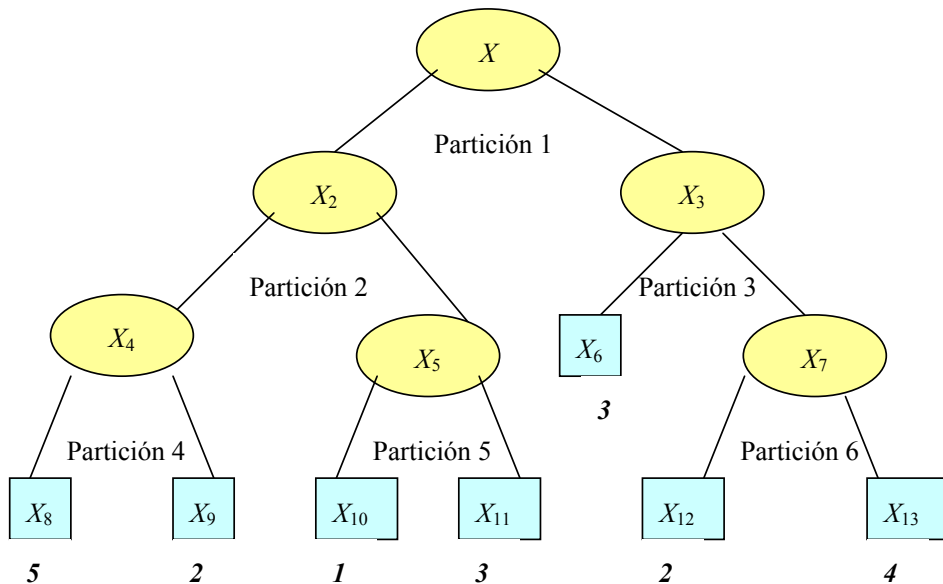 X
Partición 1
X₂
X₃
Partición 2
Partición 3
X₄
X₅
X₆
X₇
3
Partición 4
Partición 5
Partición 6
X₈
X₉
X₁₀
X₁₁
X₁₂
X₁₃
5
2
1
3
2
4